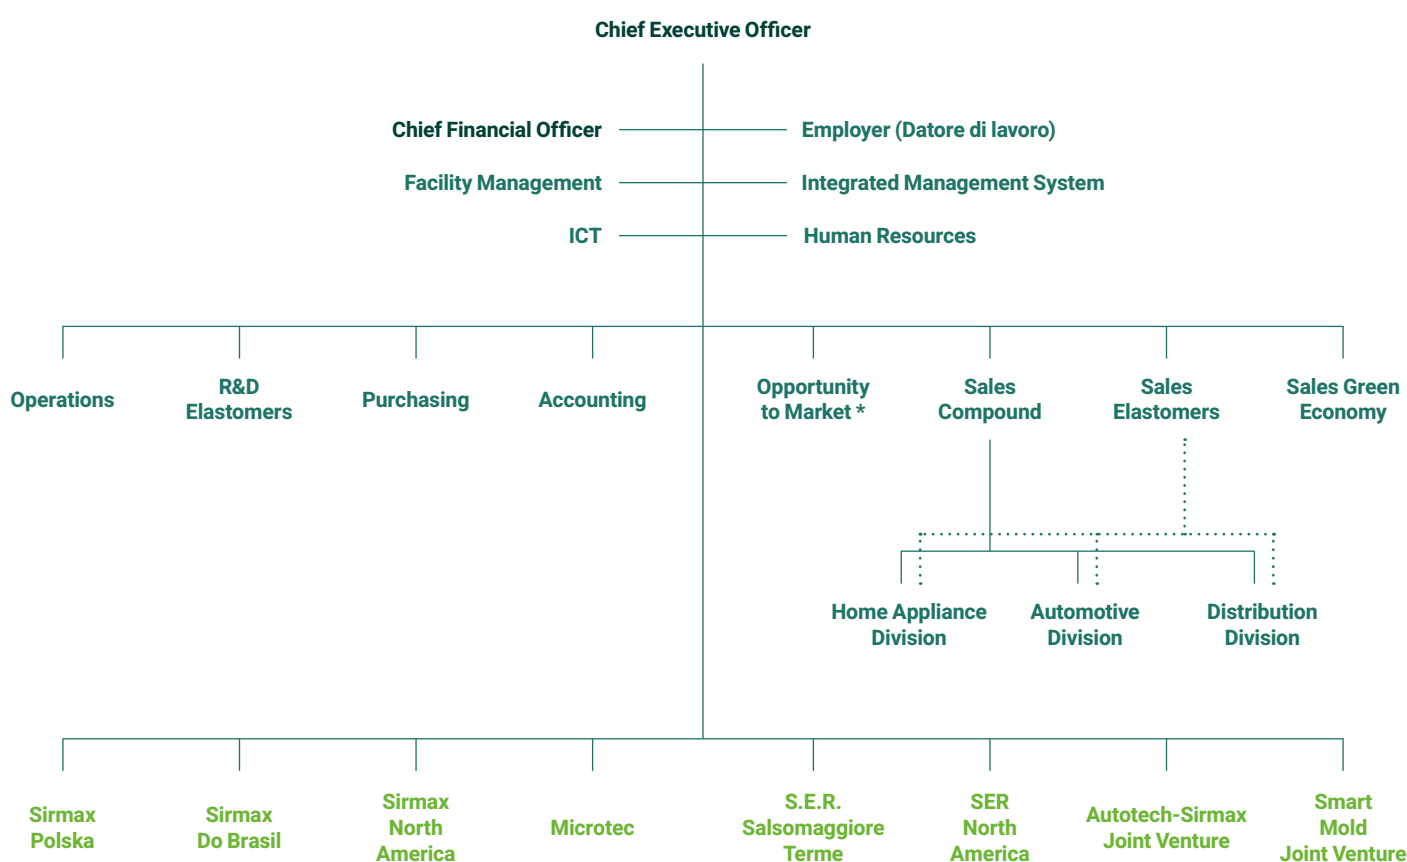 Chief Executive Officer
Chief Financial Officer
Employer (Datore di lavoro)
Facility Management
Integrated Management System
ICT
Human Resources
Operations
R&D
Elastomers
Purchasing
Accounting
Opportunity
to Market *
Sales
Compound
Sales
Elastomers
Sales Green
Economy
Home Appliance
Division
Automotive
Division
Distribution
Division
Sirmax
Polska
Sirmax
Do Brasil
Sirmax
North
America
Microtec
S.E.R.
Salsomaggiore
Terme
SER
North
America
Autotech-Sirmax
Joint Venture
Smart
Mold
Joint Venture